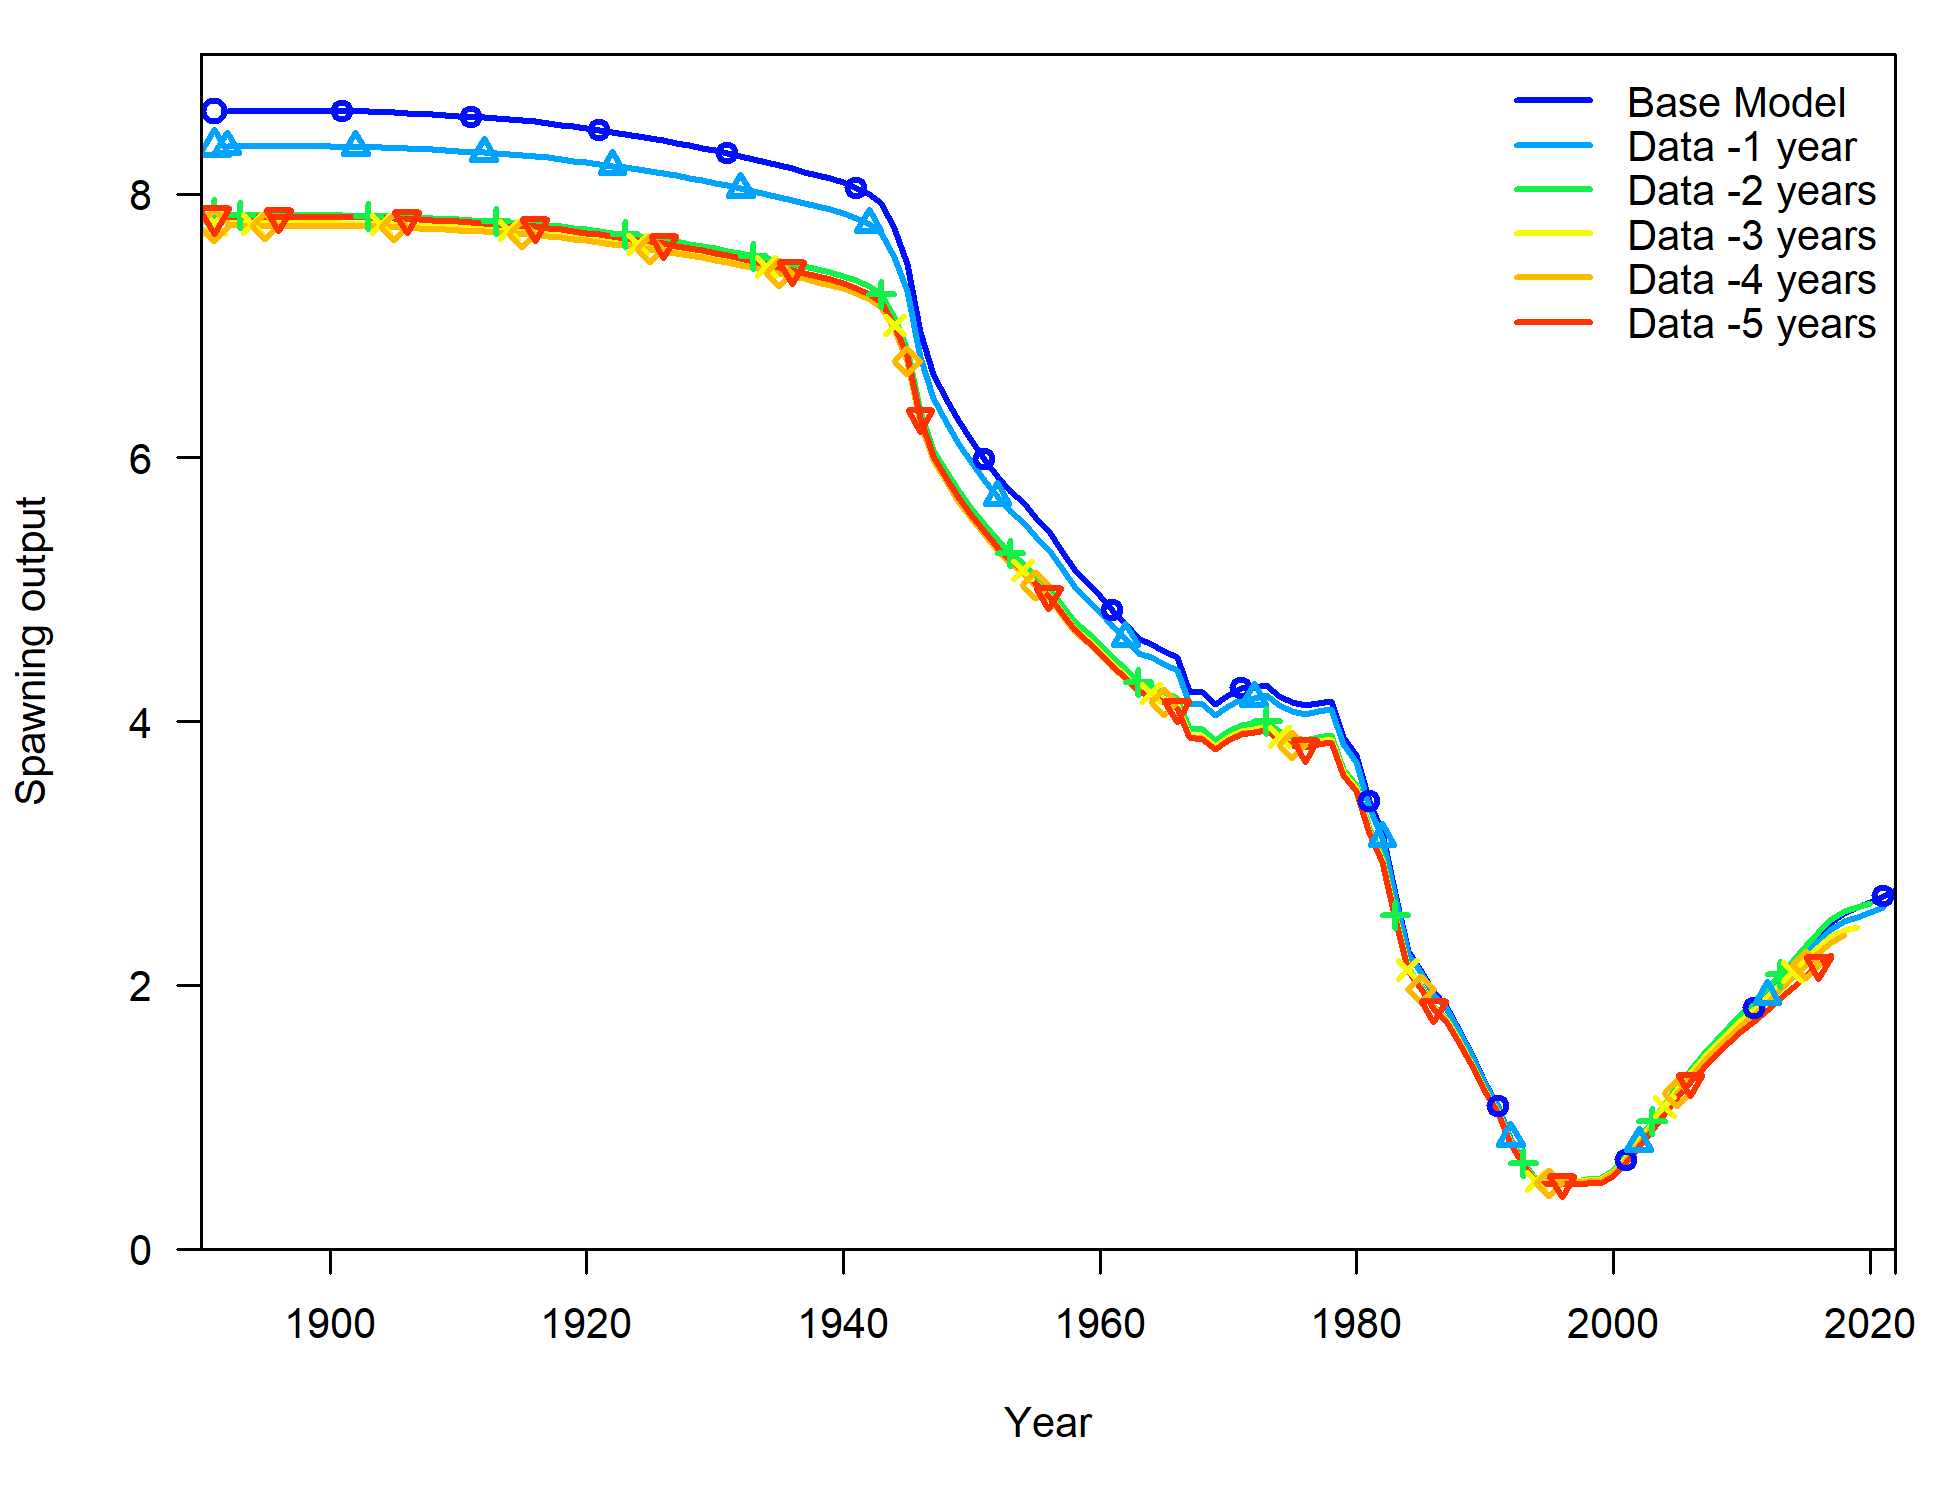 Base Model
Data -1 year
Data -2 years
Data -3 years
Data -4 years
Data -5 years
Spawning output
8
6
4
2
0
1900 1920 1940 1960 1980 2000 2020
Year